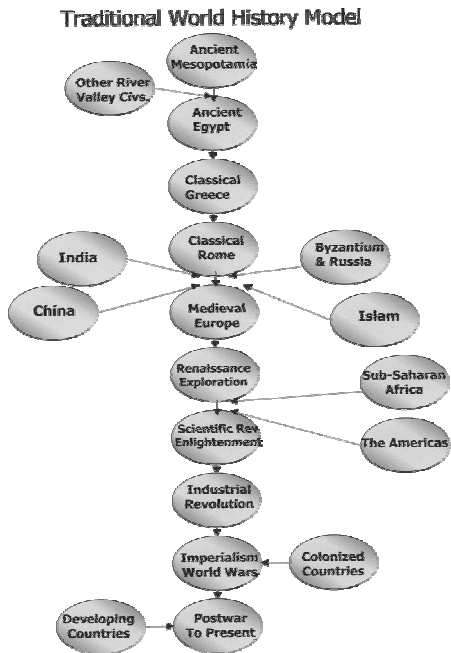 Traditional World History Model
Ancient
Mesopotamia
Other River
Valley Civs.
Ancient
Egypt
Classical
Greece
Classical
Rome
India
Byzantium
& Russia
China
Medieval
Europe
Islam
Renaissance
Exploration
Sub-Saharan
Africa
Scientific Rev.
Enlightenment
The Americas
Industrial
Revolution
Imperialism
World Wars
Colonized
Countries
Developing
Countries
Postwar
To Present